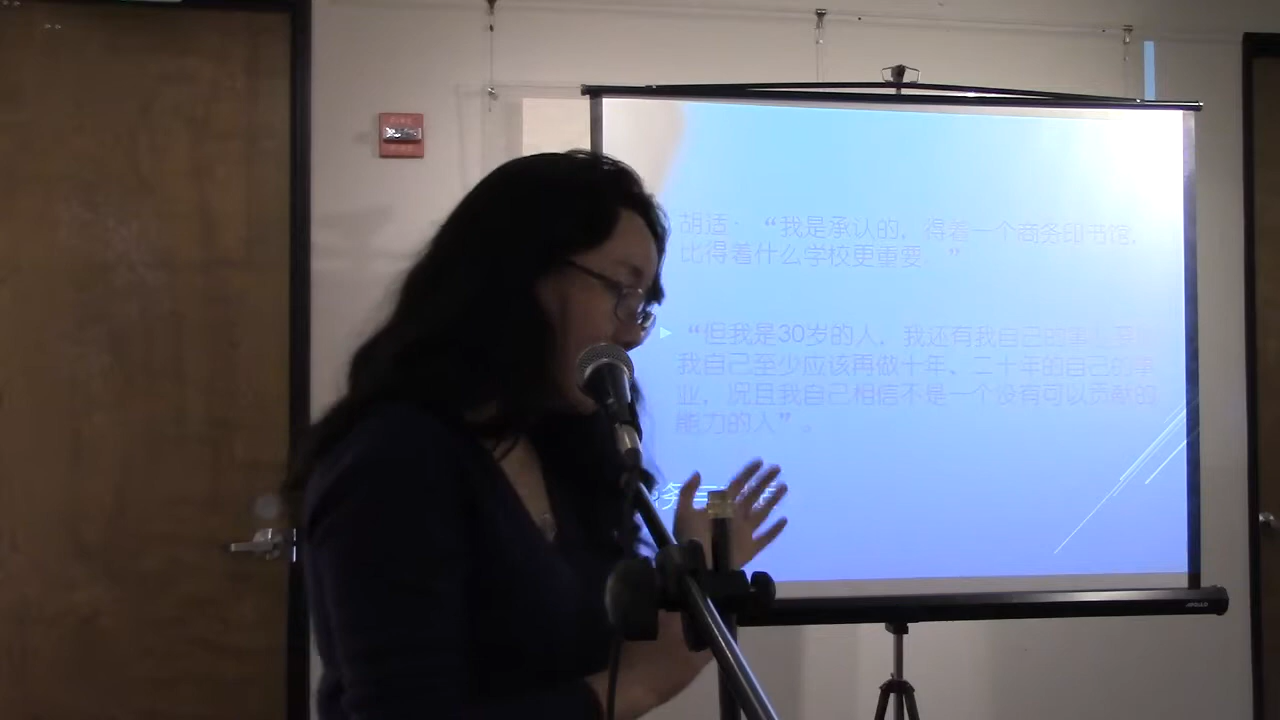 胡适：“我是承认的，得着一个商务印书馆，
比得着什么学校更重要。”
“但我是30岁的人，我还有我自己的事业要做
我自己至少应该再做十年、二十年的自己的事
业，况且我自己相信不是一个没有可以贡献的
能力的人”。